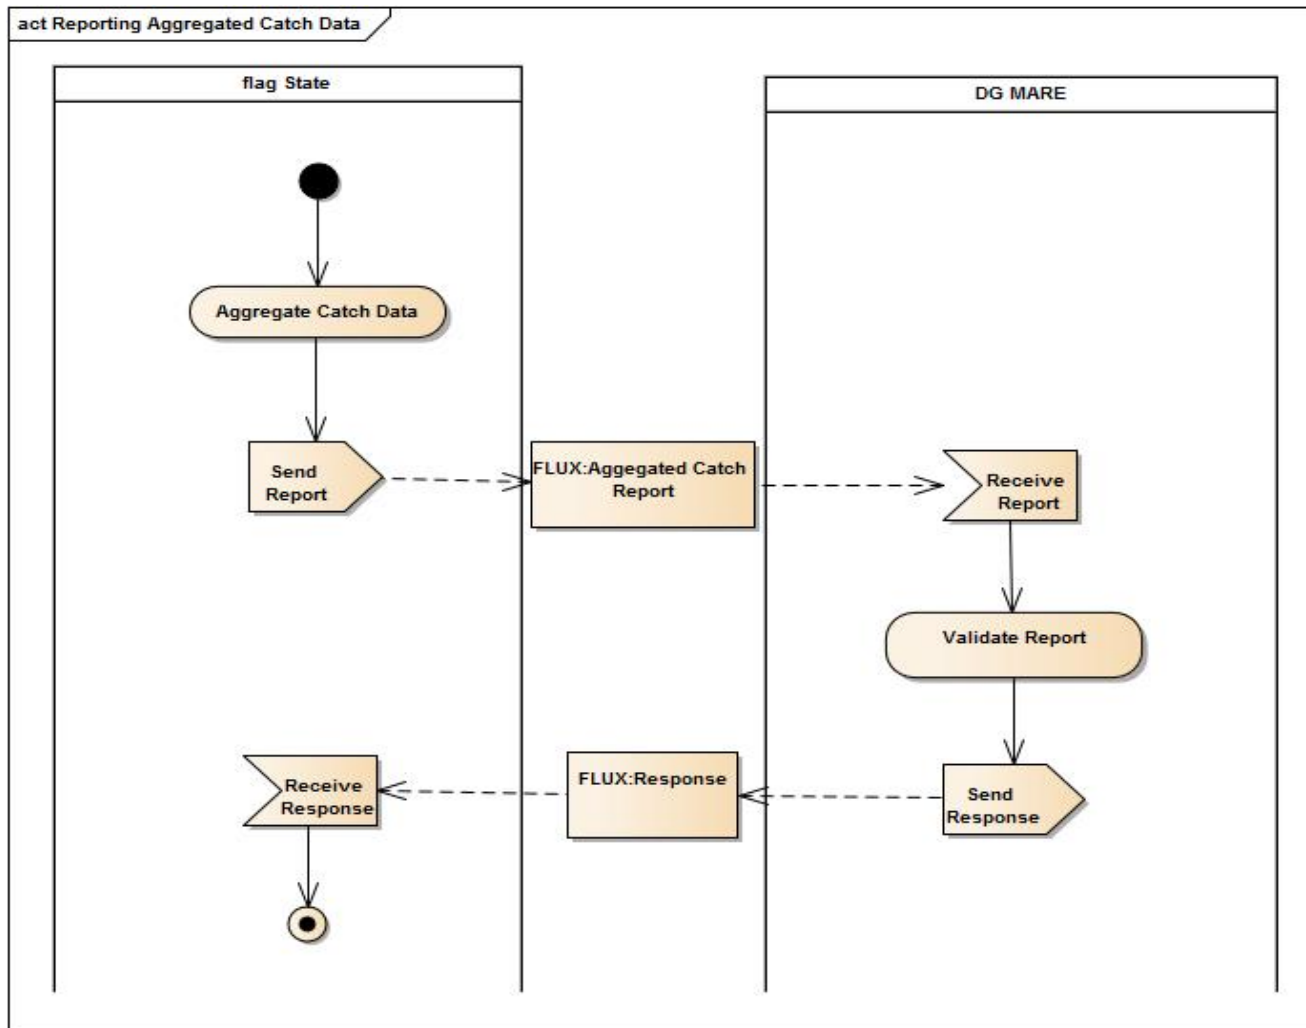 act Reporting Aggregated Catch Data
flag State
DG MARE
Aggregate Catch Data
Send
Report
FLUX:Aggegated Catch
Report
Receive
Report
Validate Report
Receive
Response
FLUX:Response
Send
Response